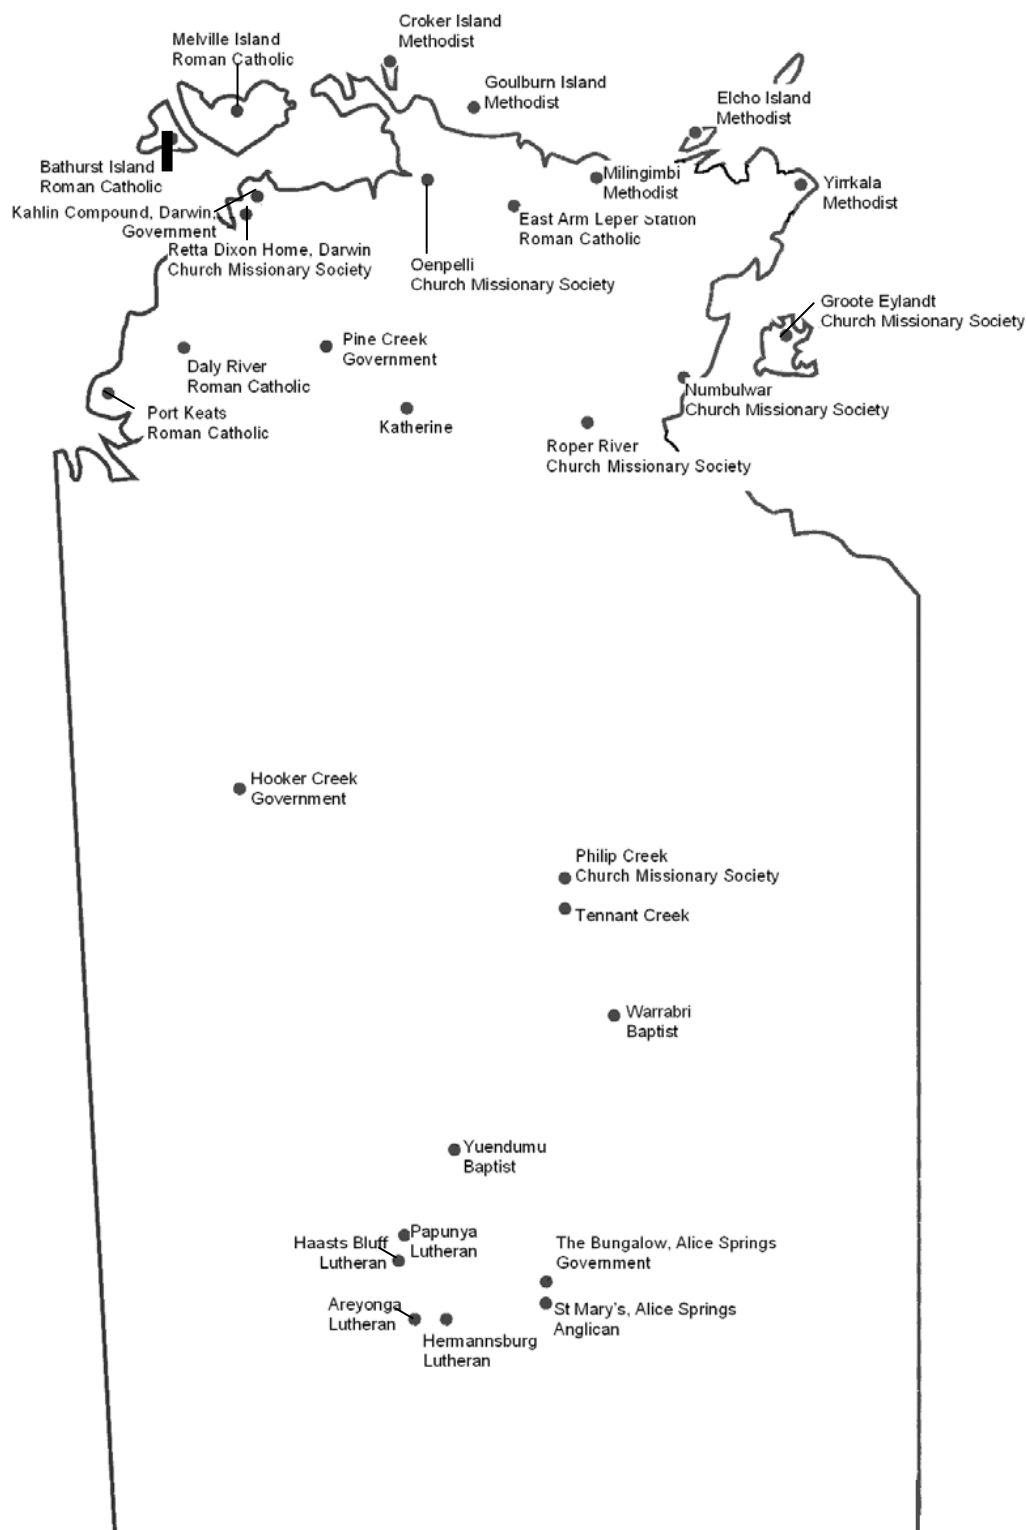 Croker Island
Methodist
Melville Island
Roman Catholic
Goulburn Island
Methodist
Elcho Island
Methodist
Bathurst Island
Roman Catholic
Milingimbi
Methodist
Yirrkala
Methodist
Kahlin Compound, Darwin,
Government
East Arm Leper Station
Roman Catholic
Retta Dixon Home, Darwin
Church Missionary Society
Oenpelli
Church Missionary Society
Groote Eylandt
Church Missionary Society
Pine Creek
Government
Daly River
Roman Catholic
Numbulwar
Church Missionary Society
Port Keats
Roman Catholic
Katherine
Roper River
Church Missionary Society
Hooker Creek
Government
Philip Creek
Church Missionary Society
Tennant Creek
Warrabri
Baptist
Yuendumu
Baptist
Papunya
Lutheran
Haasts Bluff
Lutheran
The Bungalow, Alice Springs
Government
Areyonga
Lutheran
St Mary's, Alice Springs
Anglican
Hermannsburg
Lutheran